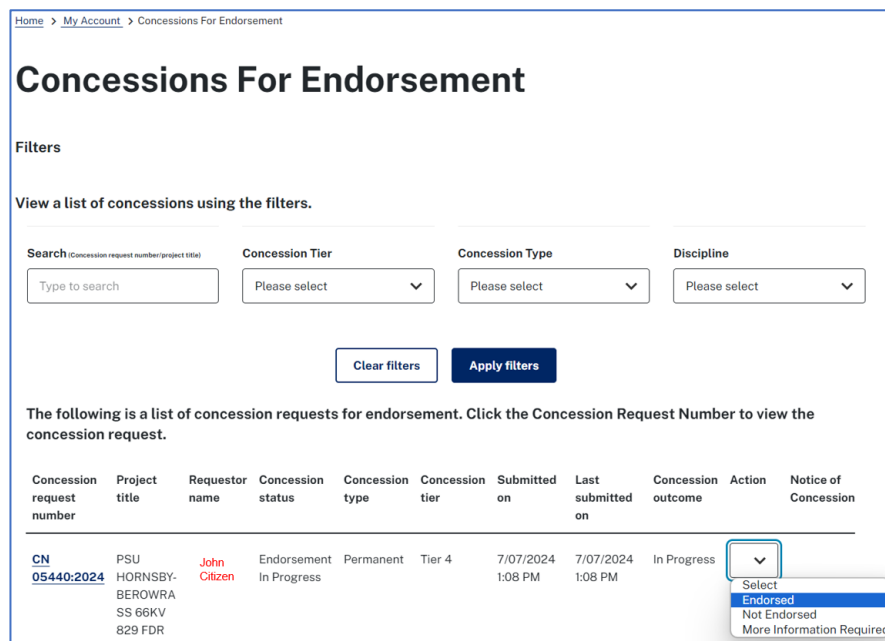 Home > My Account > Concessions For Endorsement
Concessions For Endorsement
Filters
View a list of concessions using the filters.
Search (Concession request number/project title)
Type to search
Concession Tier
Please select
Concession Type
Please select
Discipline
Please select
Clear filters
Apply filters
The following is a list of concession requests for endorsement. Click the Concession Request Number to view the
concession request.
Concession
request
number
Project
title
Requestor
name
Concession
status
Concession
type
Concession
tier
Submitted
on
Last
submitted
on
Concession
outcome
Action
Notice of
Concession
CN
05440:2024
PSU
HORNSBY-
BEROWRA
SS 66KV
829 FDR
John
Citizen
Endorsement
In Progress
Permanent
Tier 4
7/07/2024
1:08 PM
7/07/2024
1:08 PM
In Progress
Select
Endorsed
Not Endorsed
More Information Required